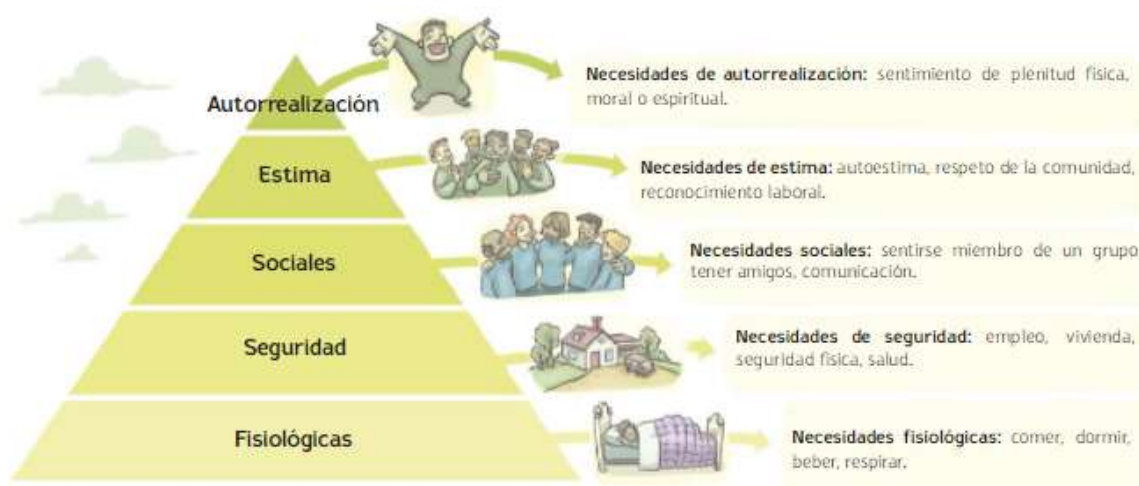 Autorrealización
Necesidades de autorrealización: sentimiento de plenitud física,
moral o espiritual.
Estima
Necesidades de estima: autoestima, respeto de la comunidad,
reconocimiento laboral.
Sociales
Necesidades sociales: sentirse miembro de un grupo
tener amigos, comunicación.
Seguridad
Necesidades de seguridad: empleo, vivienda,
seguridad física, salud.
Fisiológicas
Necesidades fisiológicas: comer, dormir,
beber, respirar.